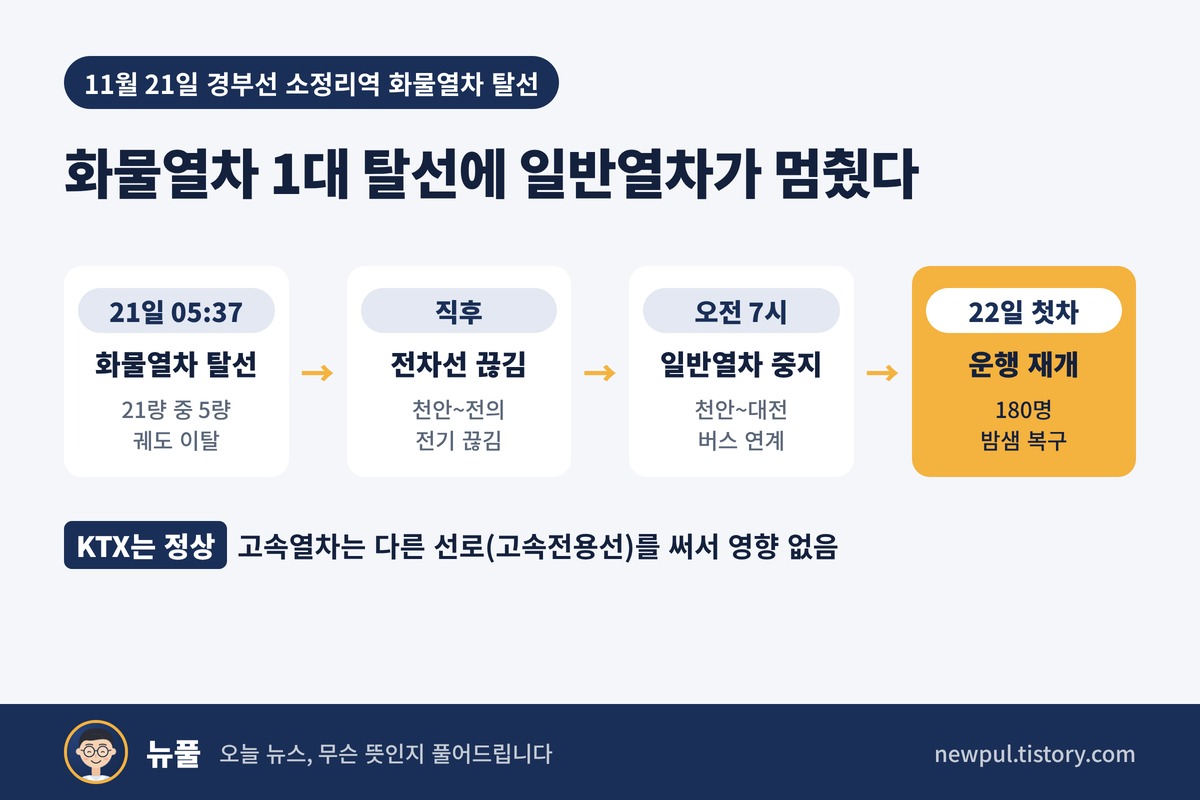 11월 21일 경부선 소정리역 화물열차 탈선
화물열차 1대 탈선에 일반열차가 멈췄다
21일 05:37
화물열차 탈선
21량 중 5량
궤도 이탈
→
직후
전차선 끊김
천안~전의
전기 끊김
→
오전 7시
일반열차 중지
천안~대전
버스 연계
→
22일 첫차
운행 재개
180명
밤샘 복구
KTX는 정상 고속열차는 다른 선로(고속전용선)를 써서 영향 없음
뉴풀 오늘 뉴스, 무슨 뜻인지 풀어드립니다
newpul.tistory.com